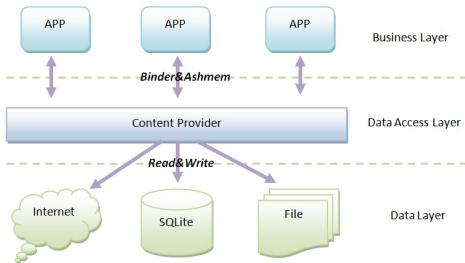 APP
APP
APP
Business Layer
Binder&Ashmem
Content Provider
Data Access Layer
Read&Write
Internet
SQLite
File
Data Layer